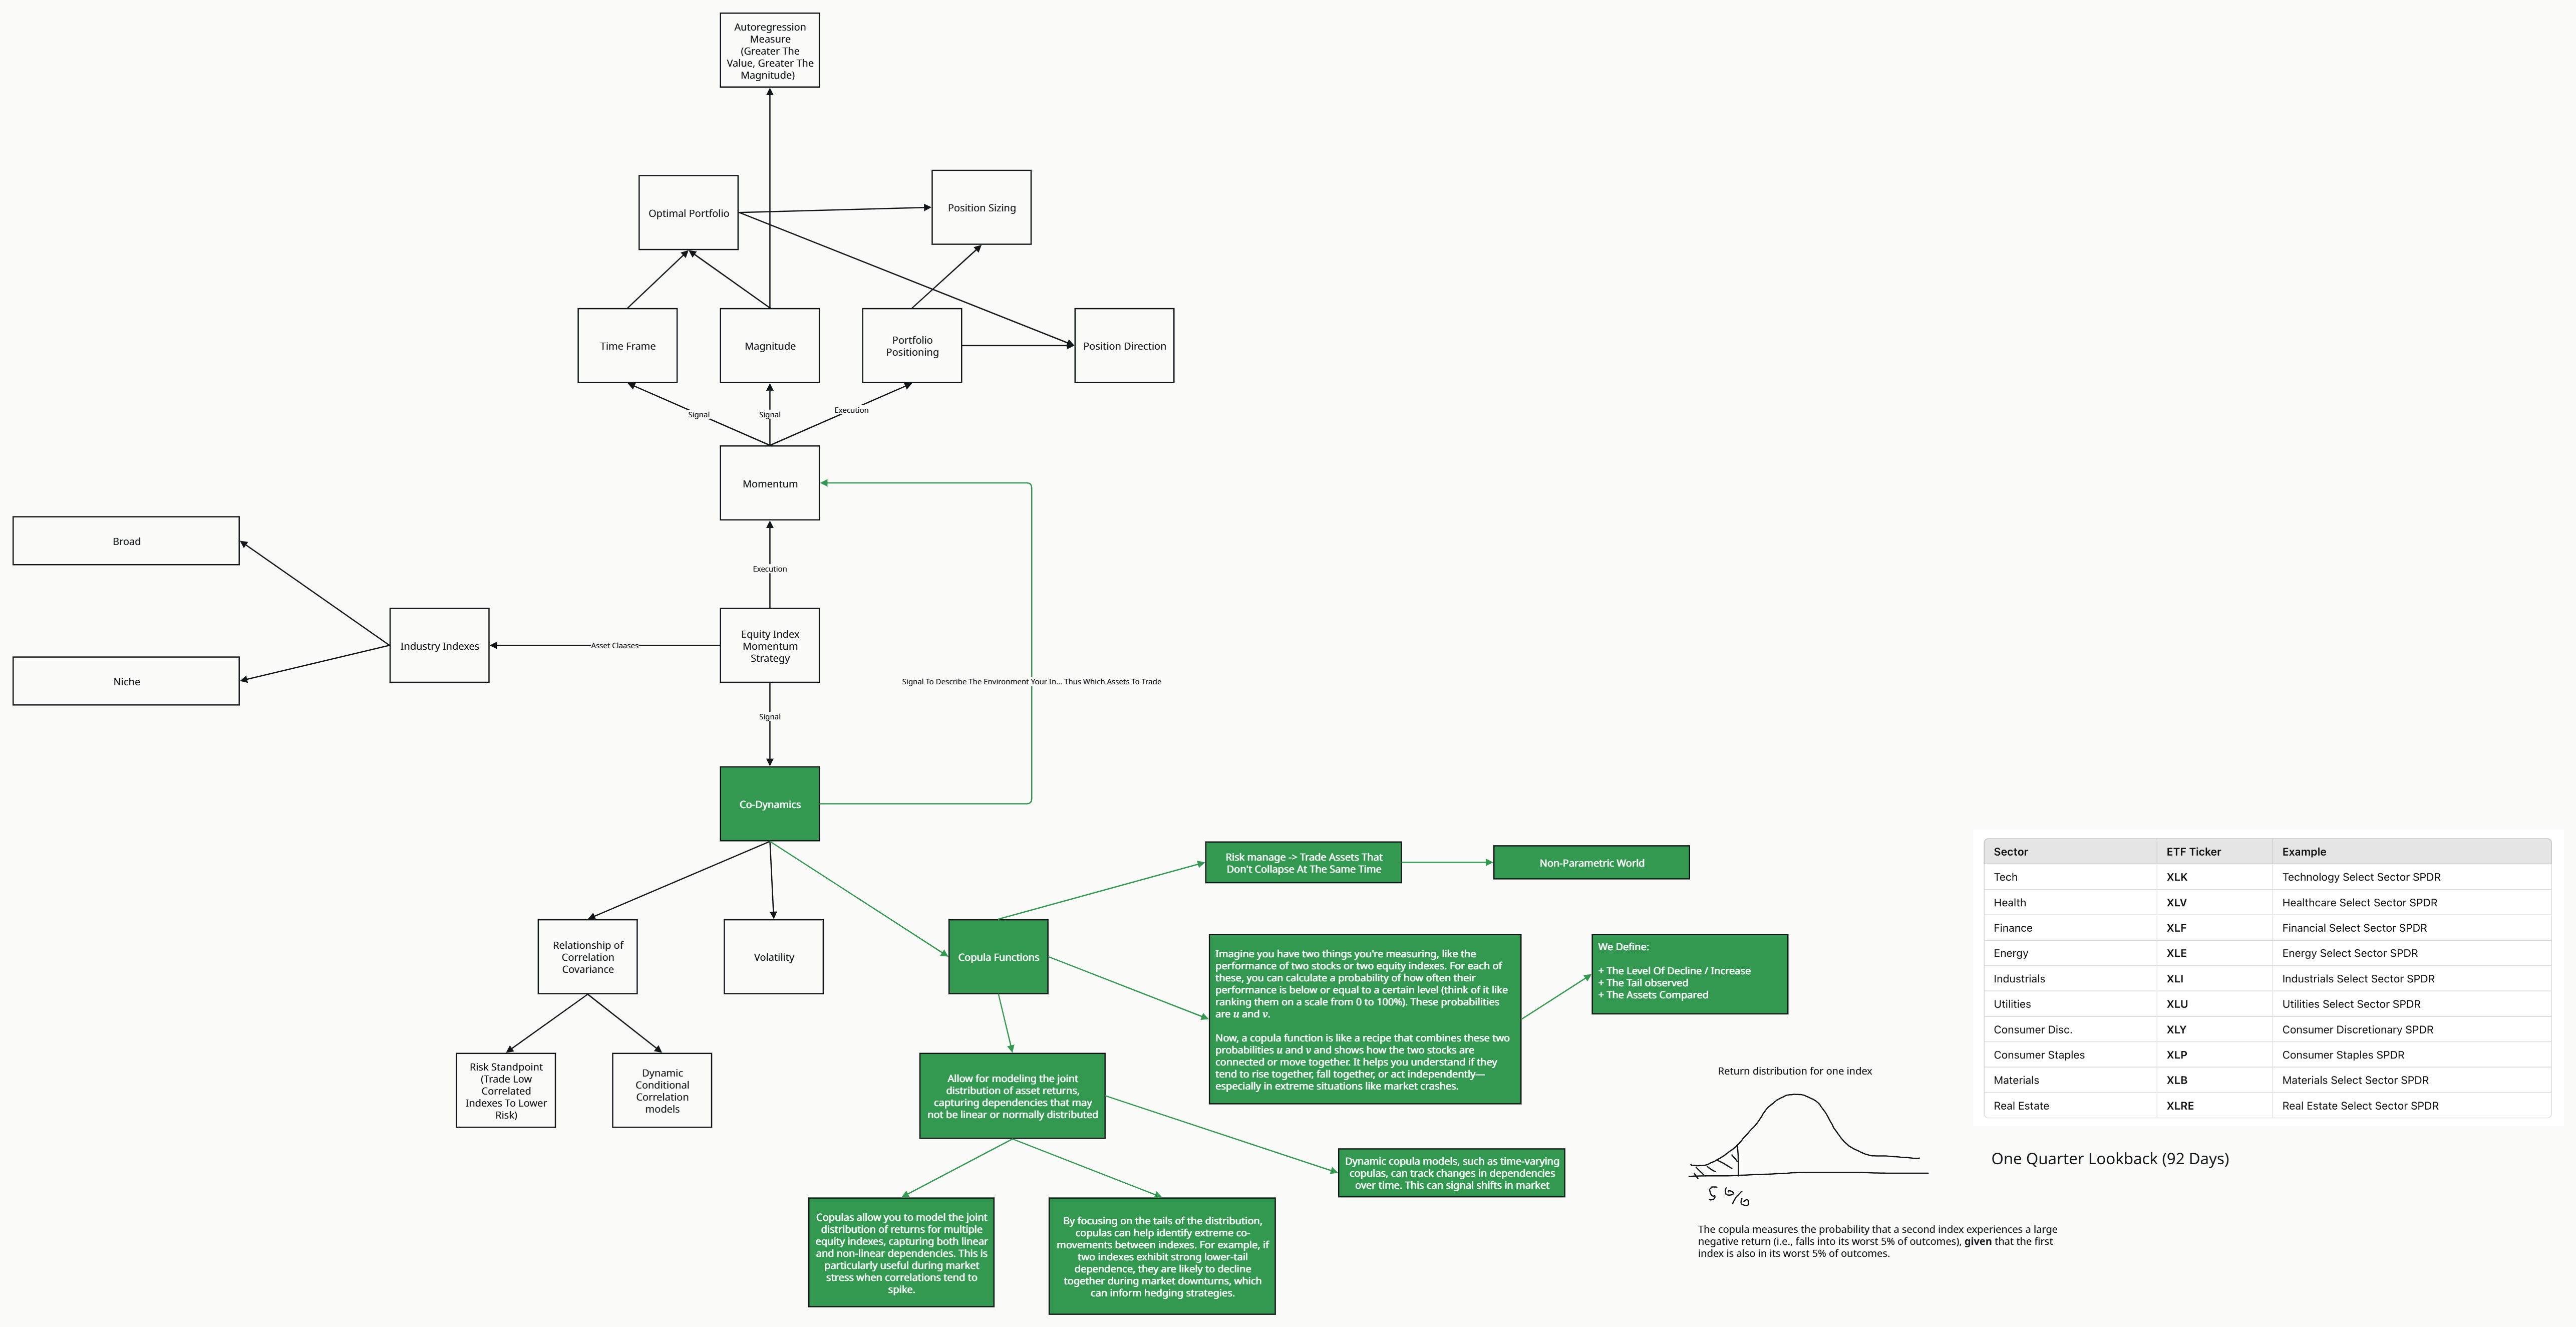 Autoregression
Measure
(Greater The
Value, Greater The
Magnitude)
Optimal Portfolio
Position Sizing
Time Frame
Magnitude
Portfolio
Positioning
Position Direction
Signal
Signal
Execution
Momentum
Broad
Execution
Niche
Industry Indexes
Asset Claases
Equity Index
Momentum
Strategy
Signal To Describe The Environment Your In... Thus Which Assets To Trade
Signal
Co-Dynamics
Relationship of
Correlation
Covariance
Volatility
Copula Functions
Risk manage -> Trade Assets That
Don't Collapse At The Same Time
Non-Parametric World
Imagine you have two things you're measuring, like the
performance of two stocks or two equity indexes. For each of
these, you can calculate a probability of how often their
performance is below or equal to a certain level (think of it like
ranking them on a scale from 0 to 100%). These probabilities
are u and v.
Now, a copula function is like a recipe that combines these two
probabilities u and v and shows how the two stocks are
connected or move together. It helps you understand if they
tend to rise together, fall together, or act independently—
especially in extreme situations like market crashes.
We Define:
+ The Level Of Decline / Increase
+ The Tail observed
+ The Assets Compared
Risk Standpoint
(Trade Low
Correlated
Indexes To Lower
Risk)
Dynamic
Conditional
Correlation
models
Allow for modeling the joint
distribution of asset returns,
capturing dependencies that may
not be linear or normally distributed
Dynamic copula models, such as time-varying
copulas, can track changes in dependencies
over time. This can signal shifts in market
Copulas allow you to model the joint
distribution of returns for multiple
equity indexes, capturing both linear
and non-linear dependencies. This is
particularly useful during market
stress when correlations tend to
spike.
By focusing on the tails of the distribution,
copulas can help identify extreme co-
movements between indexes. For example, if
two indexes exhibit strong lower-tail
dependence, they are likely to decline
together during market downturns, which
can inform hedging strategies.
Return distribution for one index
5%
The copula measures the probability that a second index experiences a large
negative return (i.e., falls into its worst 5% of outcomes), given that the first
index is also in its worst 5% of outcomes.
Sector ETF Ticker Example
Tech XLK Technology Select Sector SPDR
Health XLV Healthcare Select Sector SPDR
Finance XLF Financial Select Sector SPDR
Energy XLE Energy Select Sector SPDR
Industrials XLI Industrials Select Sector SPDR
Utilities XLU Utilities Select Sector SPDR
Consumer Disc. XLY Consumer Discretionary SPDR
Consumer Staples XLP Consumer Staples SPDR
Materials XLB Materials Select Sector SPDR
Real Estate XLRE Real Estate Select Sector SPDR
One Quarter Lookback (92 Days)